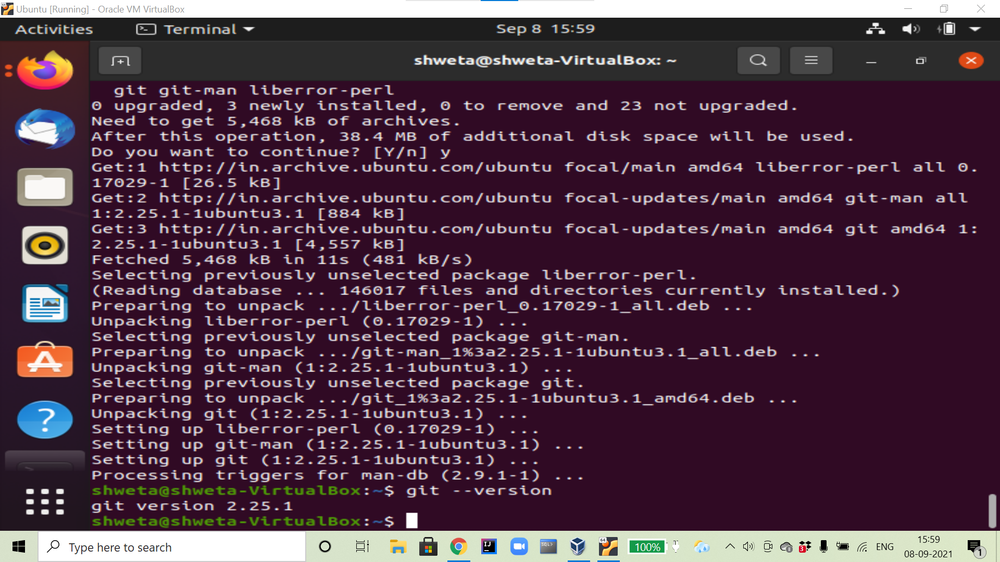 Ubuntu [Running] - Oracle VM VirtualBox
Activities Terminal Sep 8 15:59
shweta@shweta-VirtualBox: ~
git git-man liberror-perl
0 upgraded, 3 newly installed, 0 to remove and 23 not upgraded.
Need to get 5,468 kB of archives.
After this operation, 38.4 MB of additional disk space will be used.
Do you want to continue? [Y/n] y
Get:1 http://in.archive.ubuntu.com/ubuntu focal/main amd64 liberror-perl all 0.
17029-1 [26.5 kB]
Get:2 http://in.archive.ubuntu.com/ubuntu focal-updates/main amd64 git-man all
1:2.25.1-1ubuntu3.1 [884 kB]
Get:3 http://in.archive.ubuntu.com/ubuntu focal-updates/main amd64 git amd64 1:
2.25.1-1ubuntu3.1 [4,557 kB]
Fetched 5,468 kB in 11s (481 kB/s)
Selecting previously unselected package liberror-perl.
(Reading database ... 146017 files and directories currently installed.)
Preparing to unpack .../liberror-perl_0.17029-1_all.deb ...
Unpacking liberror-perl (0.17029-1) ...
Selecting previously unselected package git-man.
Preparing to unpack .../git-man_1%3a2.25.1-1ubuntu3.1_all.deb ...
Unpacking git-man (1:2.25.1-1ubuntu3.1) ...
Selecting previously unselected package git.
Preparing to unpack .../git_1%3a2.25.1-1ubuntu3.1_amd64.deb ...
Unpacking git (1:2.25.1-1ubuntu3.1) ...
Setting up liberror-perl (0.17029-1) ...
Setting up git-man (1:2.25.1-1ubuntu3.1) ...
Setting up git (1:2.25.1-1ubuntu3.1) ...
Processing triggers for man-db (2.9.1-1) ...
shweta@shweta-VirtualBox:~$ git --version
git version 2.25.1
shweta@shweta-VirtualBox:~$
Type here to search
IJ
SQL>
64
100%
3
ENG
15:59
08-09-2021
1